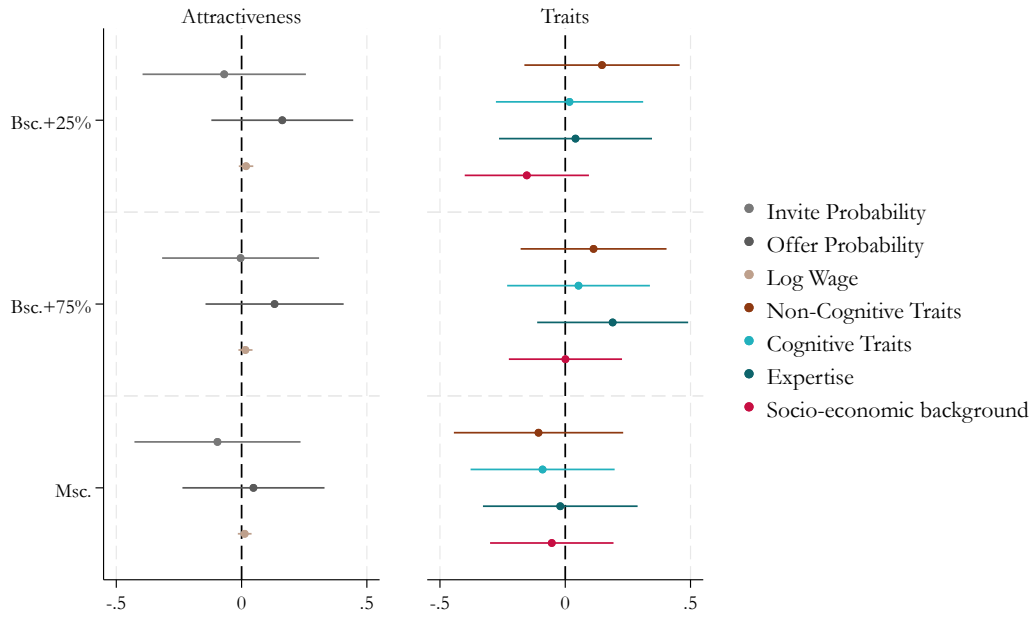 Attractiveness
Traits
Bsc.+25%
Bsc.+75%
Msc.
-.5 0 .5
-.5 0 .5
Invite Probability
Offer Probability
Log Wage
Non-Cognitive Traits
Cognitive Traits
Expertise
Socio-economic background